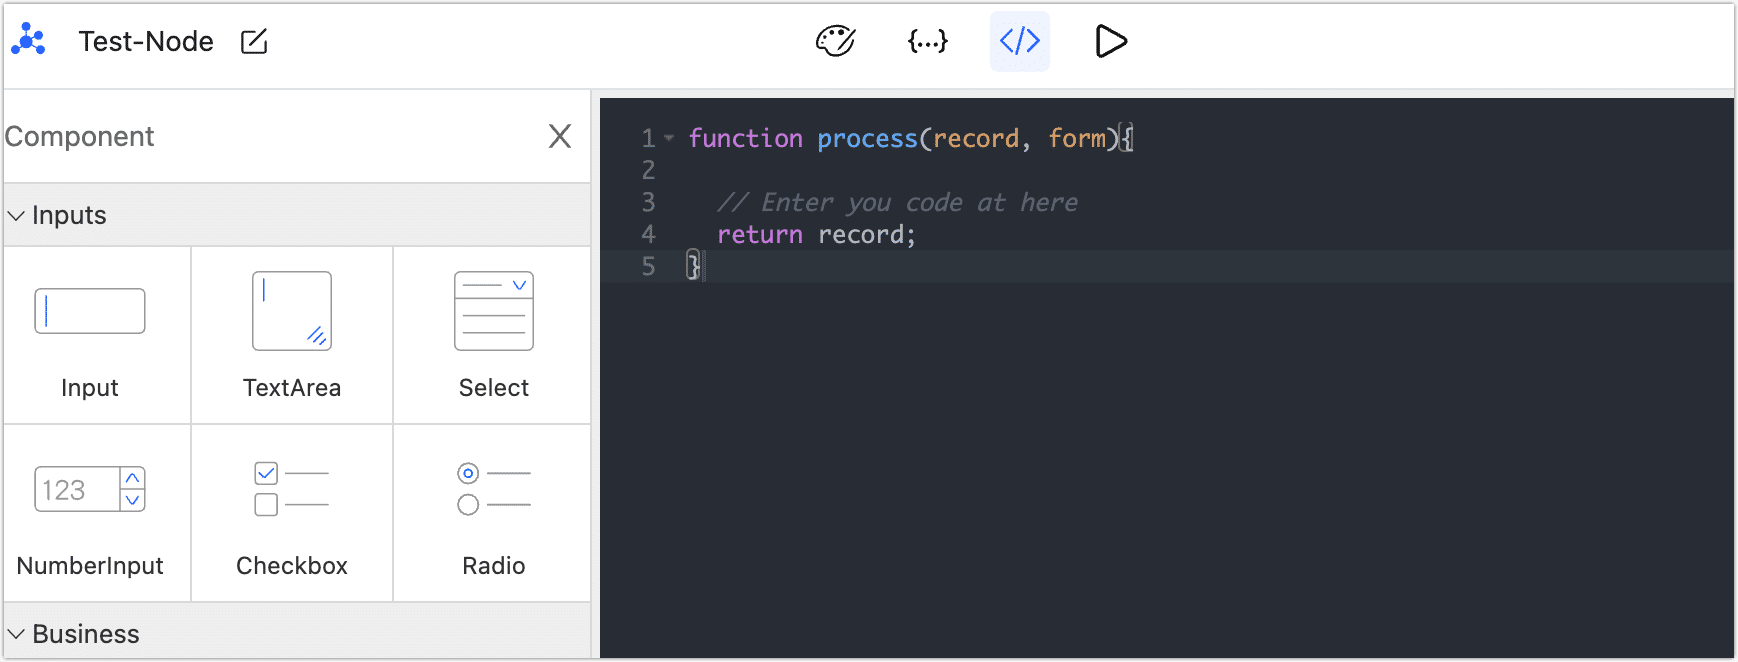 Test-Node
{...}
</>
Component
X
Inputs
Input
TextArea
Select
123
NumberInput
Checkbox
Radio
Business
1 function process(record, form){
2
3 // Enter you code at here
4 return record;
5 }